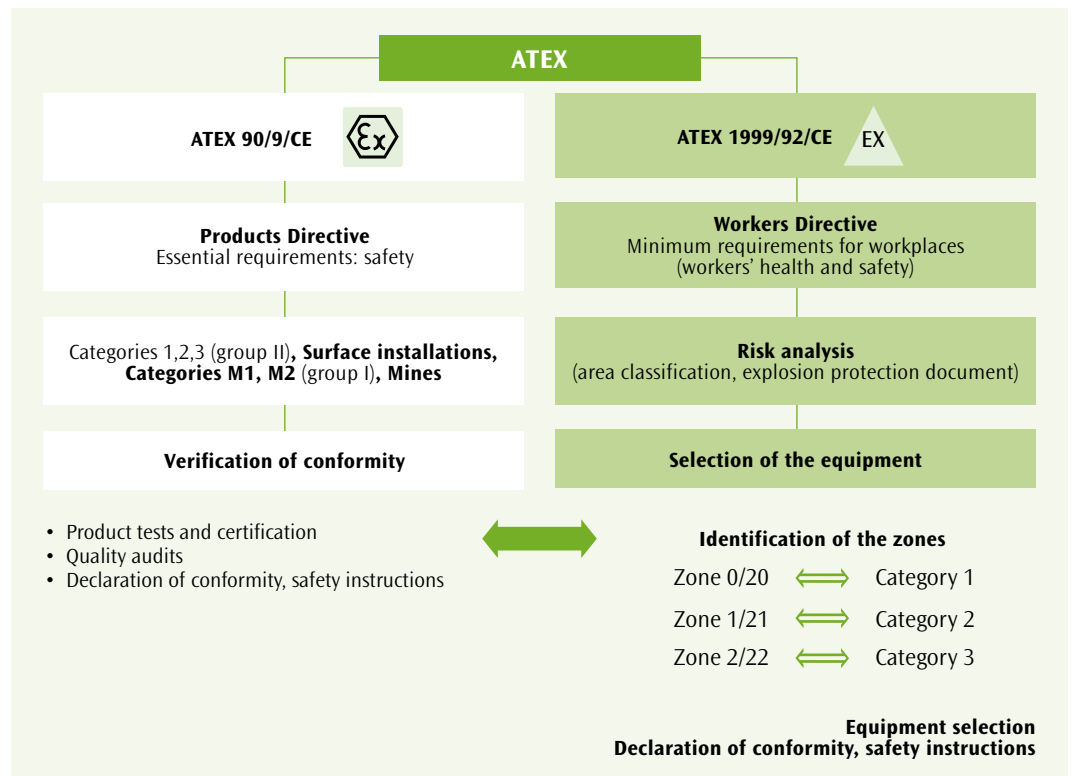 ATEX
ATEX 90/9/CE
Ex
ATEX 1999/92/CE
EX
Products Directive
Essential requirements: safety
Workers Directive
Minimum requirements for workplaces
(workers’ health and safety)
Categories 1,2,3 (group II), Surface installations,
Categories M1, M2 (group I), Mines
Risk analysis
(area classification, explosion protection document)
Verification of conformity
Selection of the equipment
• Product tests and certification
• Quality audits
• Declaration of conformity, safety instructions
Identification of the zones
Zone 0/20 Category 1
Zone 1/21 Category 2
Zone 2/22 Category 3
Equipment selection
Declaration of conformity, safety instructions